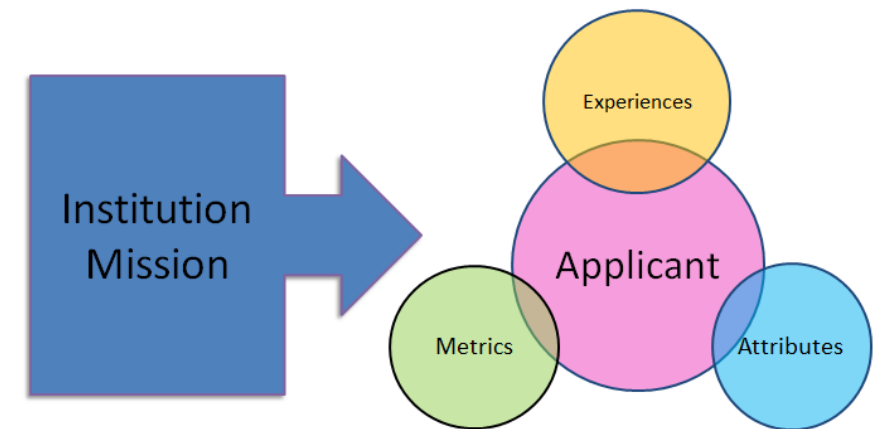 Institution
Mission
Experiences
Applicant
Metrics
Attributes